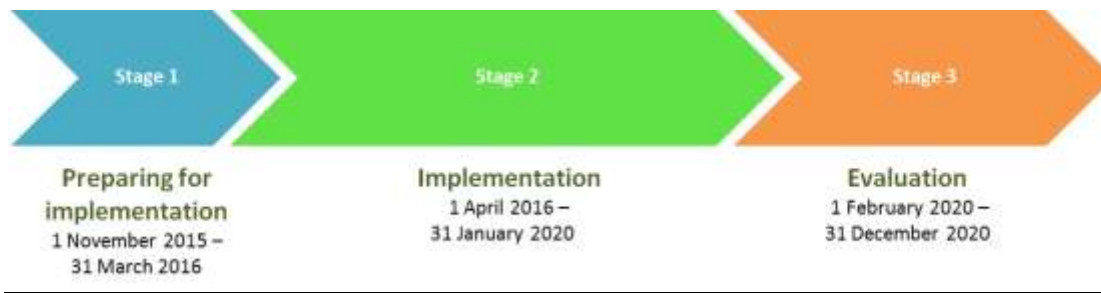 Stage 1
Stage 2
Stage 3
Preparing for
implementation
1 November 2015 –
31 March 2016
Implementation
1 April 2016 –
31 January 2020
Evaluation
1 February 2020 –
31 December 2020